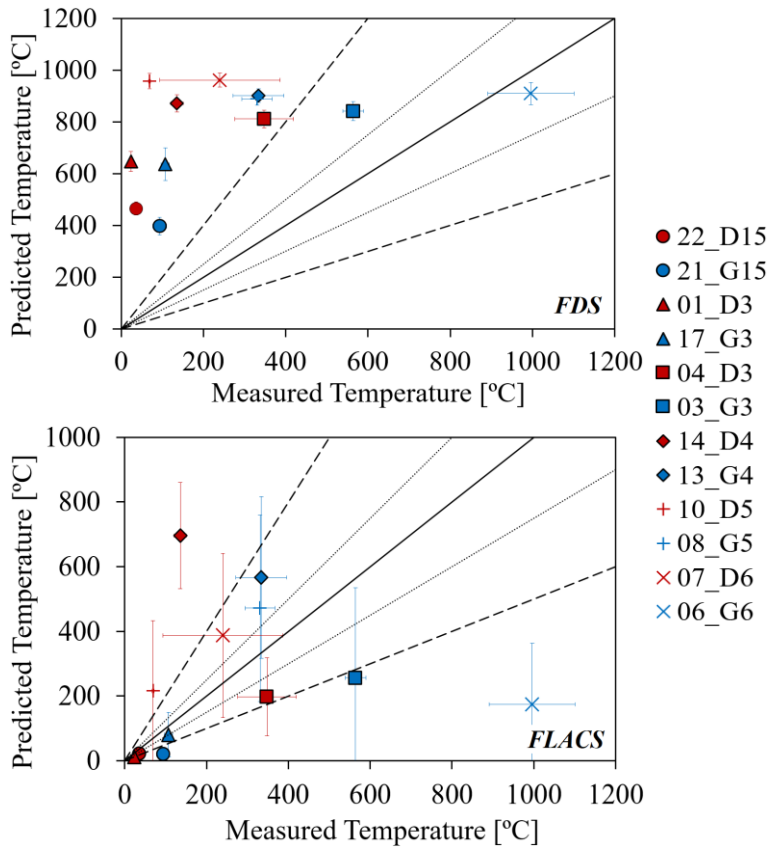 Predicted Temperature [ºC]
1200
1000
800
600
400
200
0
0 200 400 600 800 1000 1200
FDS
Measured Temperature [ºC]
Predicted Temperature [ºC]
1000
800
600
400
200
0
0 200 400 600 800 1000 1200
FLACS
Measured Temperature [ºC]
22_D15
21_G15
01_D3
17_G3
04_D3
03_G3
14_D4
13_G4
10_D5
08_G5
07_D6
06_G6